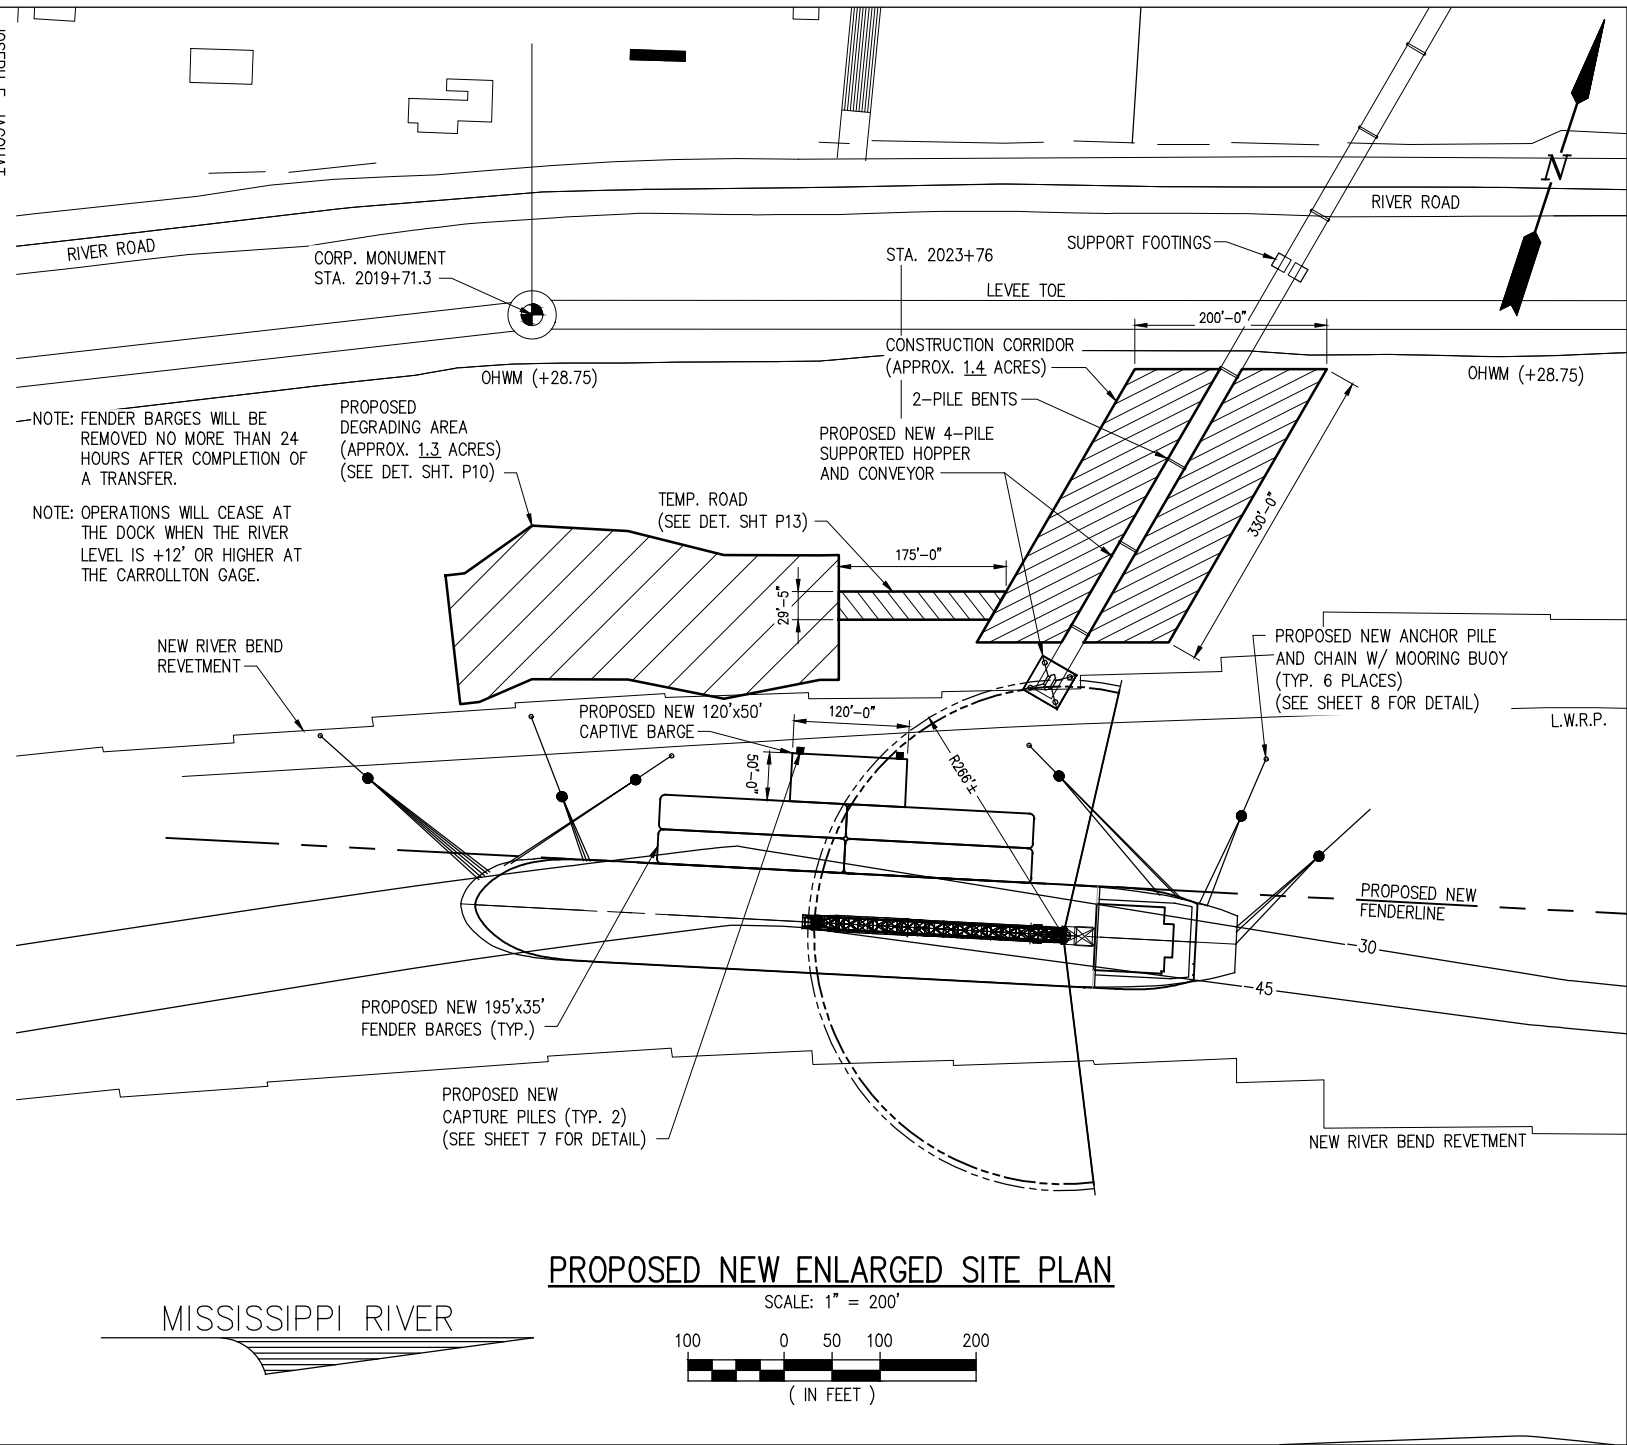 N
RIVER ROAD
RIVER ROAD
SUPPORT FOOTINGS
CORP. MONUMENT
STA. 2019+71.3
STA. 2023+76
LEVEE TOE
200'-0"
CONSTRUCTION CORRIDOR
(APPROX. 1.4 ACRES)
OHWM (+28.75)
OHWM (+28.75)
2-PILE BENTS
NOTE: FENDER BARGES WILL BE
REMOVED NO MORE THAN 24
HOURS AFTER COMPLETION OF
A TRANSFER.
NOTE: OPERATIONS WILL CEASE AT
THE DOCK WHEN THE RIVER
LEVEL IS +12' OR HIGHER AT
THE CARROLLTON GAGE.
PROPOSED
DEGRADING AREA
(APPROX. 1.3 ACRES)
(SEE DET. SHT. P10)
PROPOSED NEW 4-PILE
SUPPORTED HOPPER
AND CONVEYOR
TEMP. ROAD
(SEE DET. SHT P13)
175'-0"
29'-5"
330'-0"
NEW RIVER BEND
REVETMENT
PROPOSED NEW ANCHOR PILE
AND CHAIN W/ MOORING BUOY
(TYP. 6 PLACES)
(SEE SHEET 8 FOR DETAIL)
L.W.R.P.
PROPOSED NEW 120'x50'
CAPTIVE BARGE
120'-0"
50'-0"
R266'±
PROPOSED NEW
FENDERLINE
30
45
PROPOSED NEW 195'x35'
FENDER BARGES (TYP.)
PROPOSED NEW
CAPTURE PILES (TYP. 2)
(SEE SHEET 7 FOR DETAIL)
NEW RIVER BEND REVETMENT
PROPOSED NEW ENLARGED SITE PLAN
SCALE: 1" = 200'
MISSISSIPPI RIVER
100 0 50 100 200
( IN FEET )